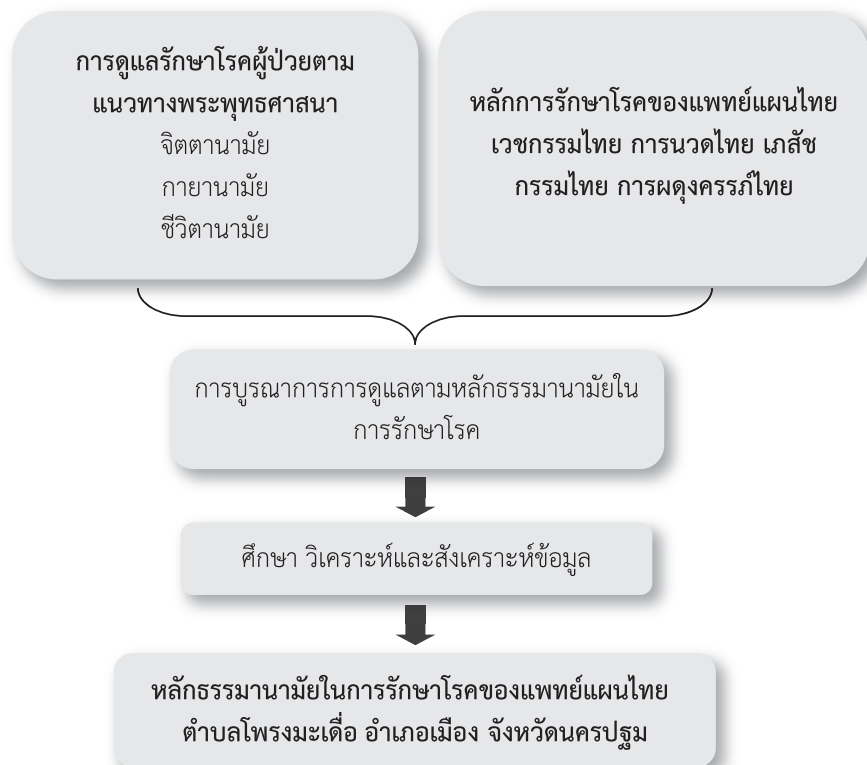 การดูแลรักษาโรคผู้ป่วยตาม
แนวทางพระพุทธศาสนา
จิตตานามัย
กายานามัย
ชีวิตานามัย
หลักการรักษาโรคของแพทย์แผนไทย
เวชกรรมไทย การนวดไทย เภสัช
กรรมไทย การผดุงครรภ์ไทย
การบูรณาการการดูแลตามหลักธรรมานามัยใน
การรักษาโรค
ศึกษา วิเคราะห์และสังเคราะห์ข้อมูล
หลักธรรมานามัยในการรักษาโรคของแพทย์แผนไทย
ตำบลโพรงมะเดื่อ อำเภอเมือง จังหวัดนครปฐม